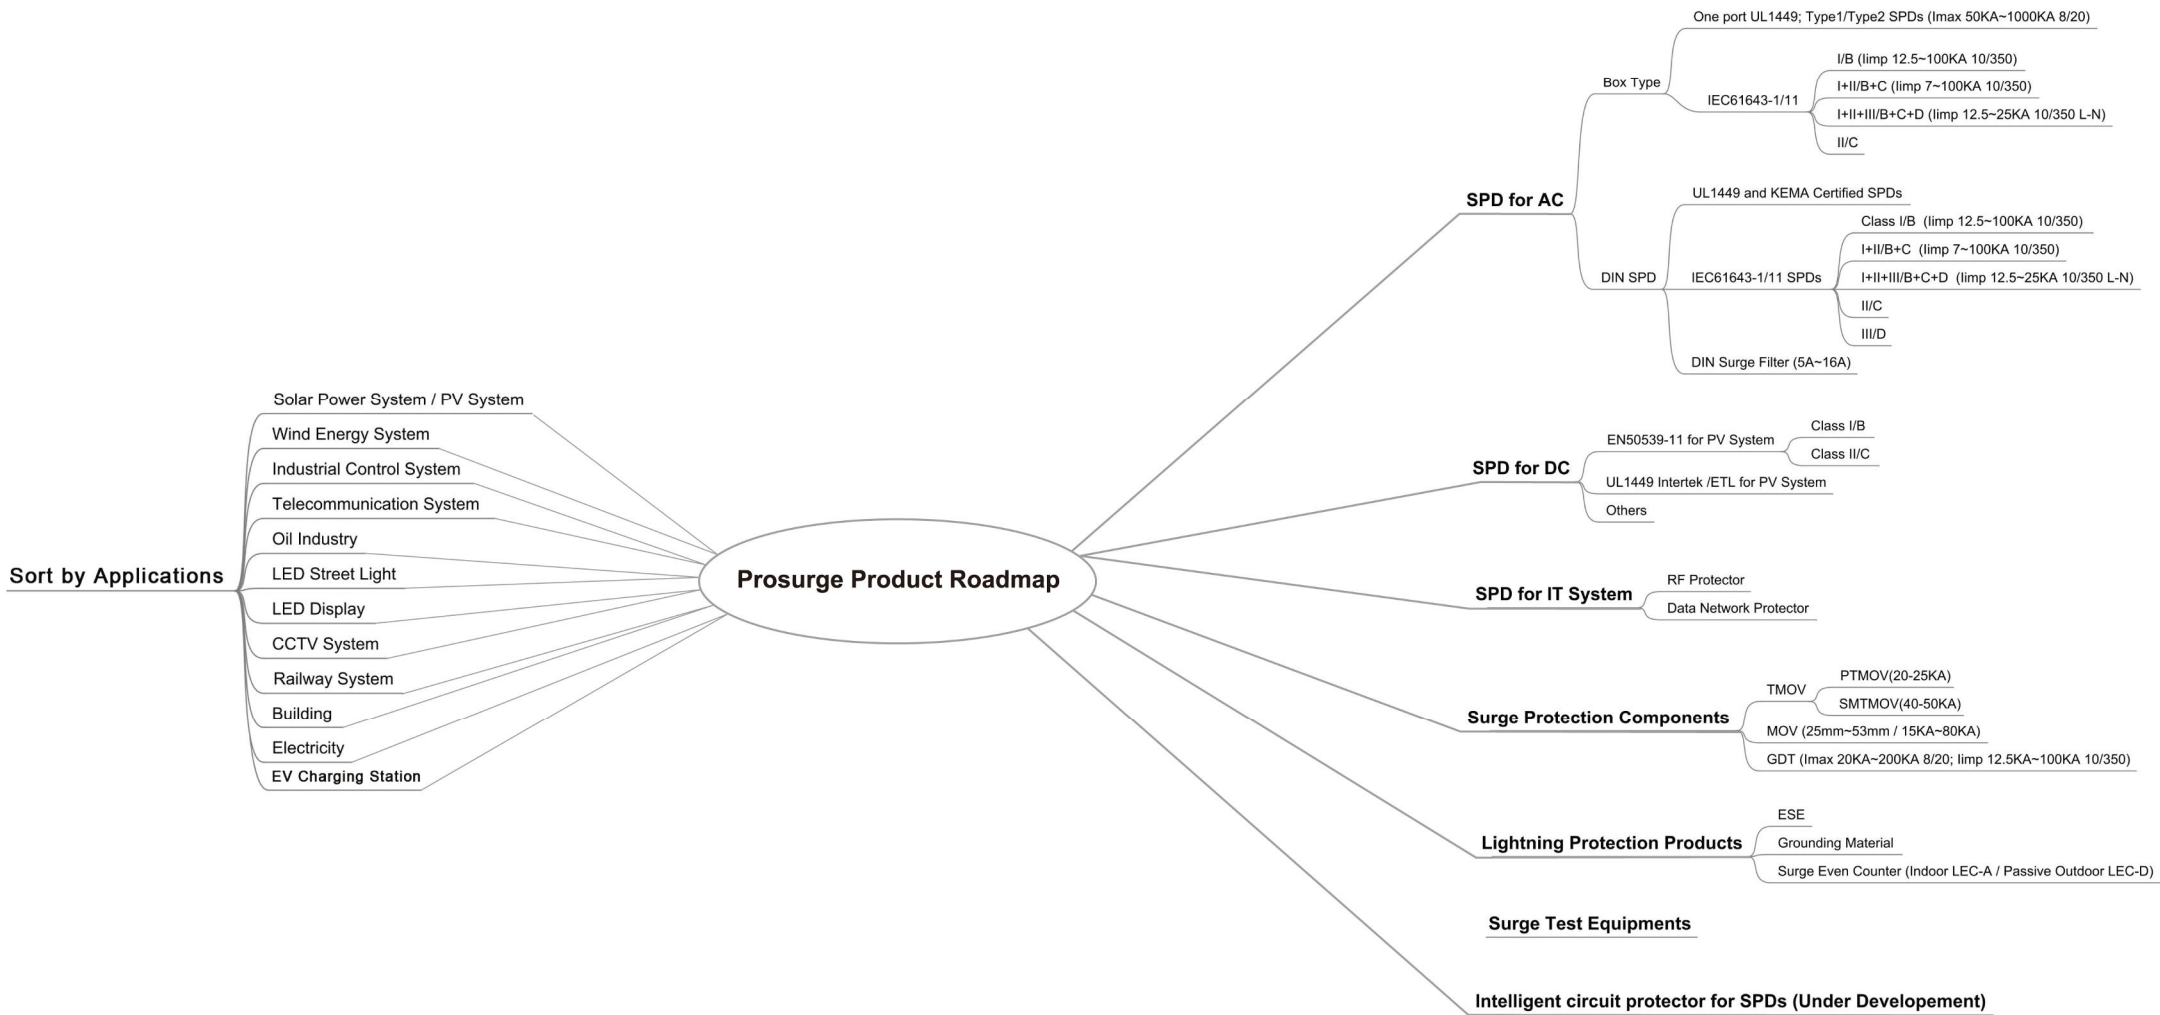 Prosurge Product Roadmap
Sort by Applications
Solar Power System / PV System
Wind Energy System
Industrial Control System
Telecommunication System
Oil Industry
LED Street Light
LED Display
CCTV System
Railway System
Building
Electricity
EV Charging Station
SPD for AC
Box Type
One port UL1449; Type1/Type2 SPDs (Imax 50KA~1000KA 8/20)
IEC61643-1/11
I/B (Iimp 12.5~100KA 10/350)
I+II/B+C (Iimp 7~100KA 10/350)
I+II+III/B+C+D (Iimp 12.5~25KA 10/350 L-N)
II/C
DIN SPD
UL1449 and KEMA Certified SPDs
IEC61643-1/11 SPDs
Class I/B (Iimp 12.5~100KA 10/350)
I+II/B+C (Iimp 7~100KA 10/350)
I+II+III/B+C+D (Iimp 12.5~25KA 10/350 L-N)
II/C
III/D
DIN Surge Filter (5A~16A)
SPD for DC
EN50539-11 for PV System
Class I/B
Class II/C
UL1449 Intertek /ETL for PV System
Others
SPD for IT System
RF Protector
Data Network Protector
Surge Protection Components
TMOV
PTMOV(20-25KA)
SMTMOV(40-50KA)
MOV (25mm~53mm / 15KA~80KA)
GDT (Imax 20KA~200KA 8/20; Iimp 12.5KA~100KA 10/350)
Lightning Protection Products
ESE
Grounding Material
Surge Even Counter (Indoor LEC-A / Passive Outdoor LEC-D)
Surge Test Equipments
Intelligent circuit protector for SPDs (Under Developement)